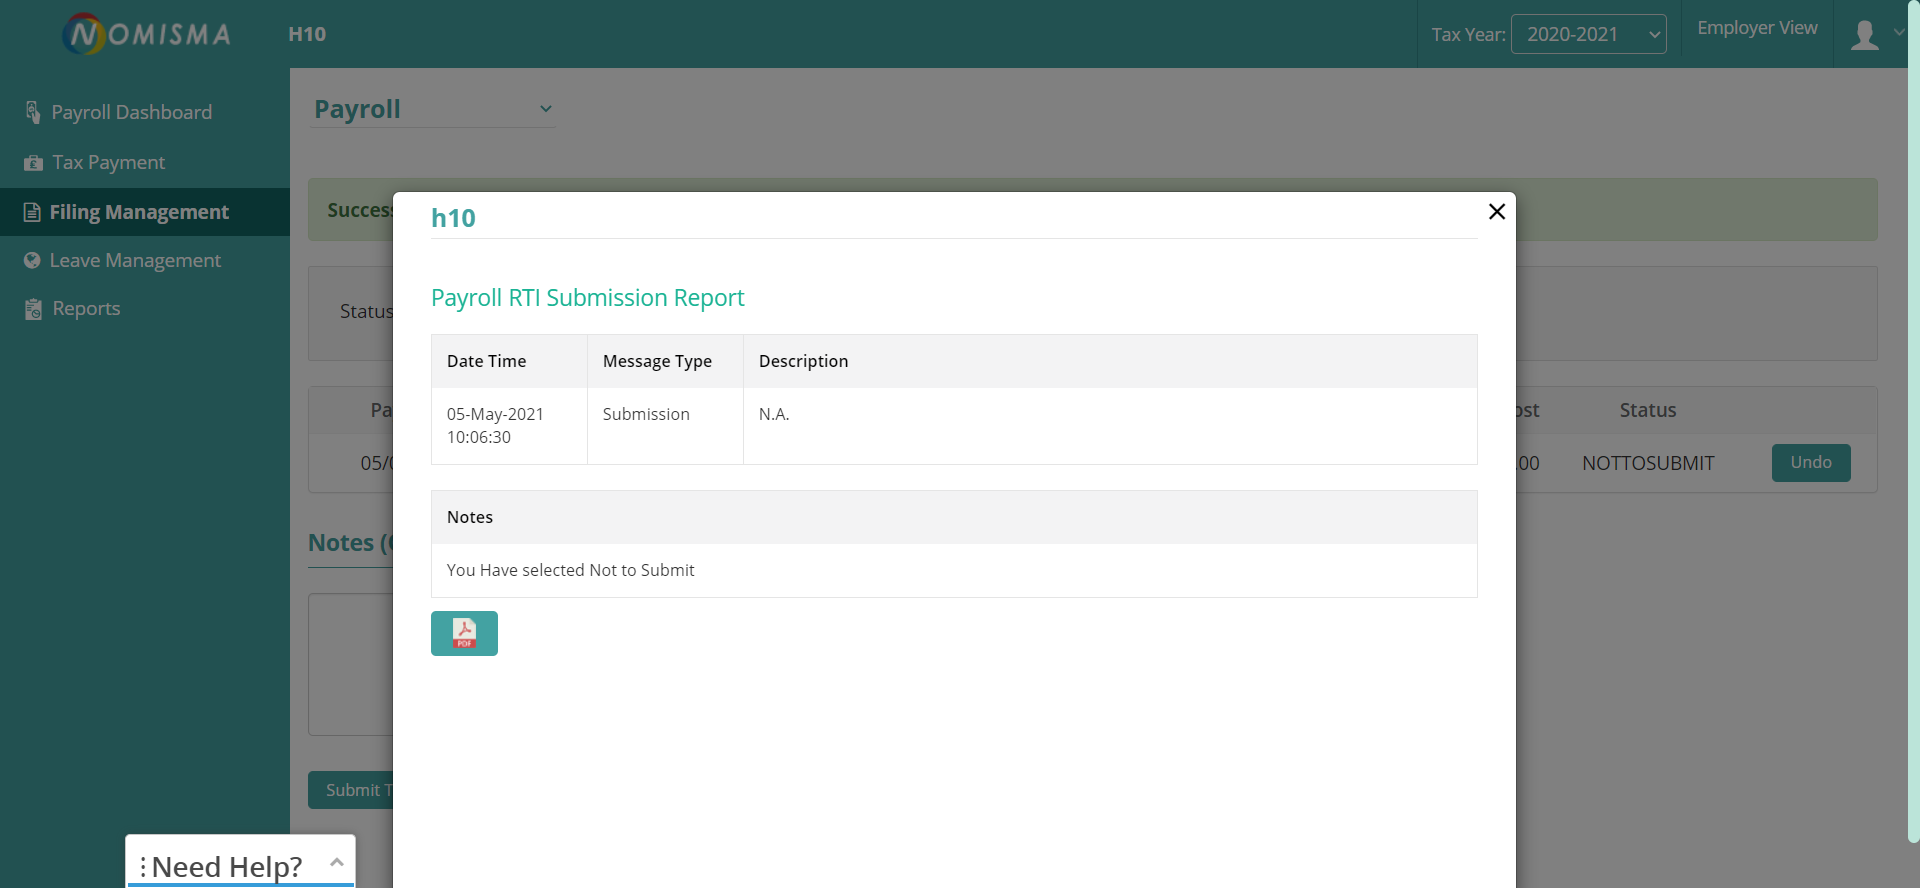 NOMISMA
H10
Tax Year:
2020-2021
Employer View
Payroll Dashboard
Tax Payment
Filing Management
Leave Management
Reports
Payroll
Success
h10
Payroll RTI Submission Report
Date Time
Message Type
Description
05-May-2021
10:06:30
Submission
N.A.
Notes
You Have selected Not to Submit
PDF
Status
Pa
ost
Status
05/0
.00
NOTTOSUBMIT
Undo
Notes (
Submit T
Need Help?